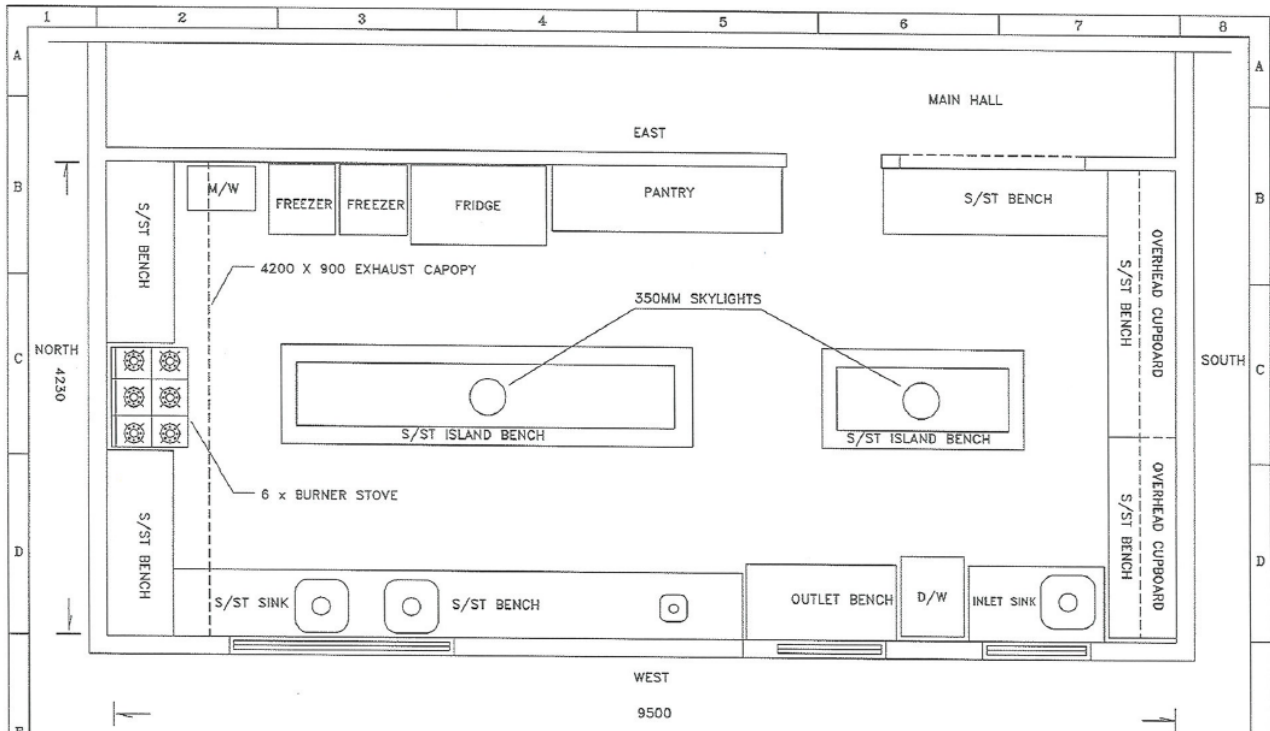 1 2 3 4 5 6 7 8
A A
MAIN HALL
EAST
B B
M/W
FREEZER
FREEZER
FRIDGE
PANTRY
S/ST BENCH
S/ST BENCH
4200 X 900 EXHAUST CAPOPY
350MM SKYLIGHTS
S/ST BENCH
OVERHEAD CUPBOARD
C C
NORTH
4230
SOUTH
S/ST ISLAND BENCH
S/ST ISLAND BENCH
6 x BURNER STOVE
D D
S/ST BENCH
S/ST BENCH
OVERHEAD CUPBOARD
S/ST SINK
S/ST BENCH
OUTLET BENCH
D/W
INLET SINK
WEST
9500